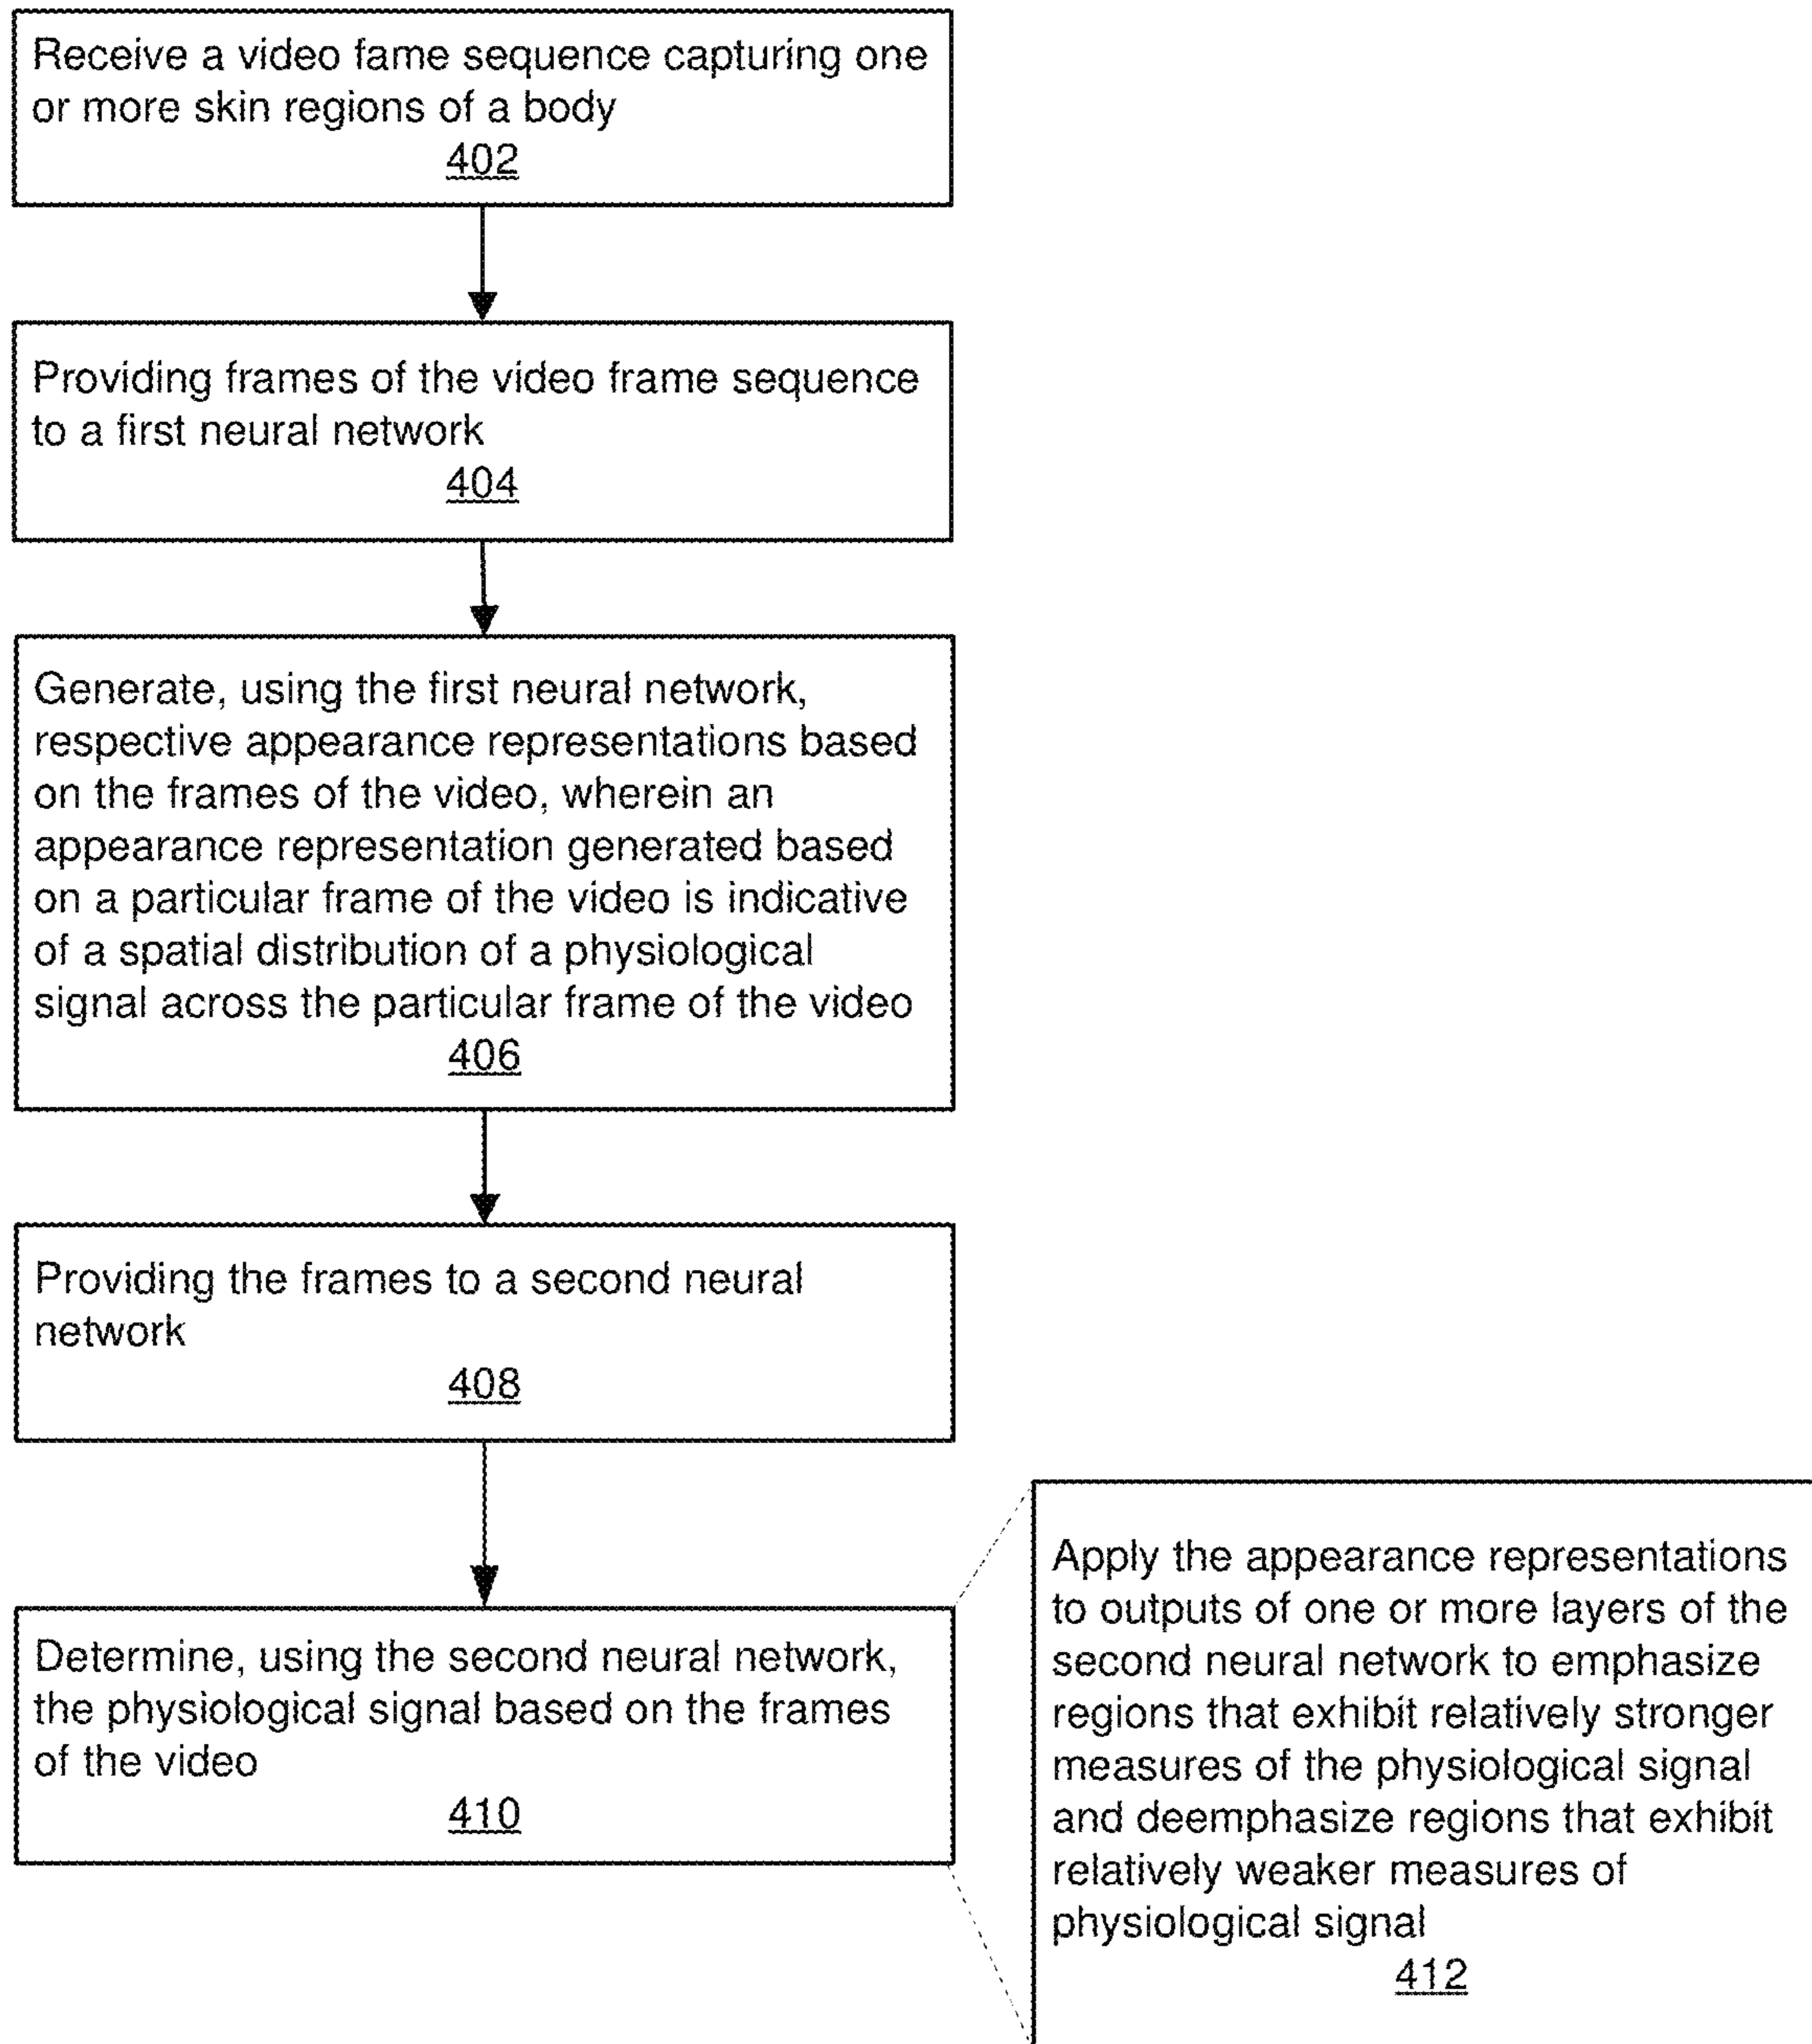 Receive a video fame sequence capturing one
or more skin regions of a body
402
Providing frames of the video frame sequence
to a first neural network
404
Generate, using the first neural network,
respective appearance representations based
on the frames of the video, wherein an
appearance representation generated based
on a particular frame of the video is indicative
of a spatial distribution of a physiological
signal across the particular frame of the video
406
Providing the frames to a second neural
network
408
Determine, using the second neural network,
the physiological signal based on the frames
of the video
410
Apply the appearance representations
to outputs of one or more layers of the
second neural network to emphasize
regions that exhibit relatively stronger
measures of the physiological signal
and deemphasize regions that exhibit
relatively weaker measures of
physiological signal
412